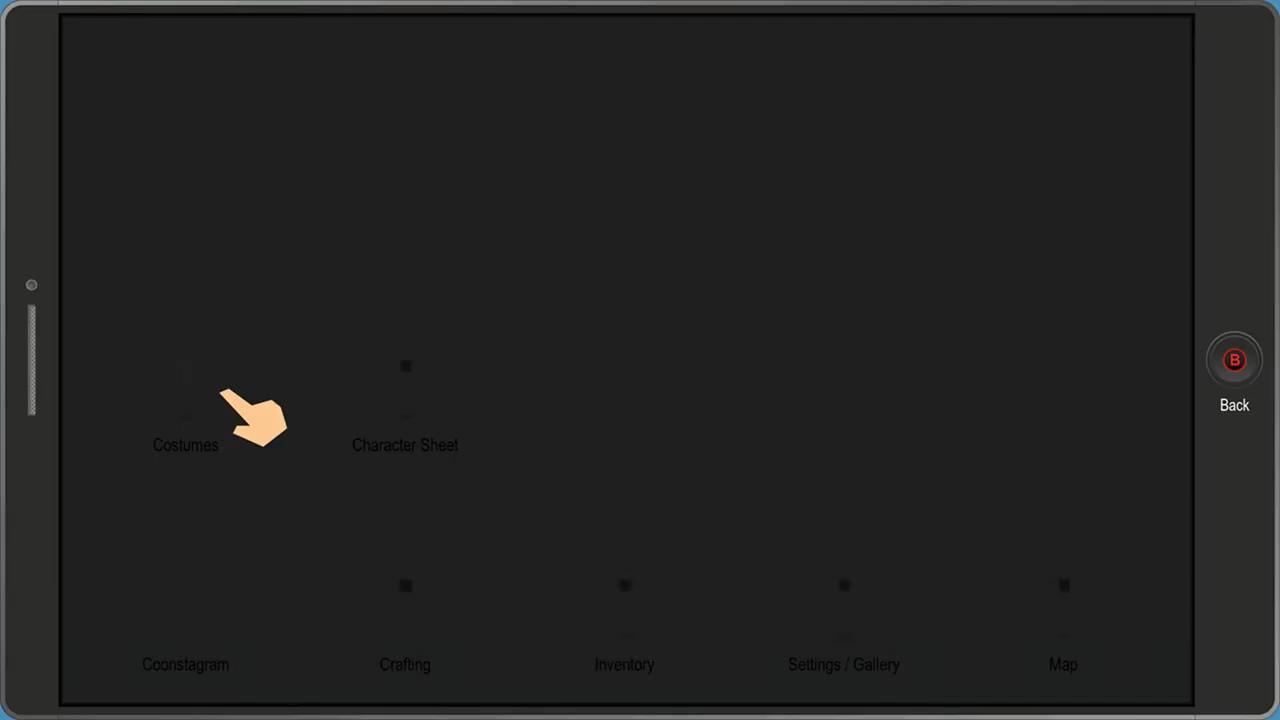 B
Back
Costumes
Character Sheet
Coonstagram
Crafting
Inventory
Settings / Gallery
Map